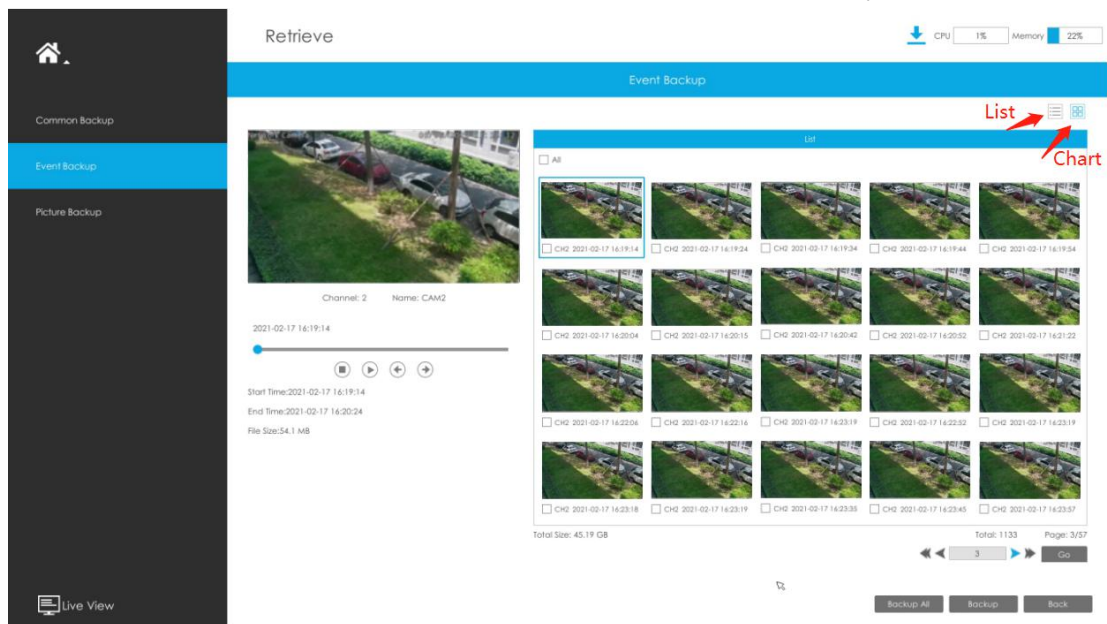 Retrieve
CPU 1% Memory 22%
Event Backup
Common Backup
Event Backup
Picture Backup
List
Chart
List
All
CH2 2021-02-17 16:19:14
CH2 2021-02-17 16:19:24
CH2 2021-02-17 16:19:34
CH2 2021-02-17 16:19:44
CH2 2021-02-17 16:19:54
CH2 2021-02-17 16:20:04
CH2 2021-02-17 16:20:15
CH2 2021-02-17 16:20:42
CH2 2021-02-17 16:20:52
CH2 2021-02-17 16:21:22
CH2 2021-02-17 16:22:06
CH2 2021-02-17 16:22:16
CH2 2021-02-17 16:23:19
CH2 2021-02-17 16:22:52
CH2 2021-02-17 16:23:19
CH2 2021-02-17 16:23:18
CH2 2021-02-17 16:23:19
CH2 2021-02-17 16:23:35
CH2 2021-02-17 16:23:45
CH2 2021-02-17 16:23:57
Channel: 2 Name: CAM2
2021-02-17 16:19:14
Start Time:2021-02-17 16:19:14
End Time:2021-02-17 16:20:24
File Size:54.1 MB
Total Size: 45.19 GB
Total: 1133 Page: 3/57
3 Go
Live View
Backup All Backup Back